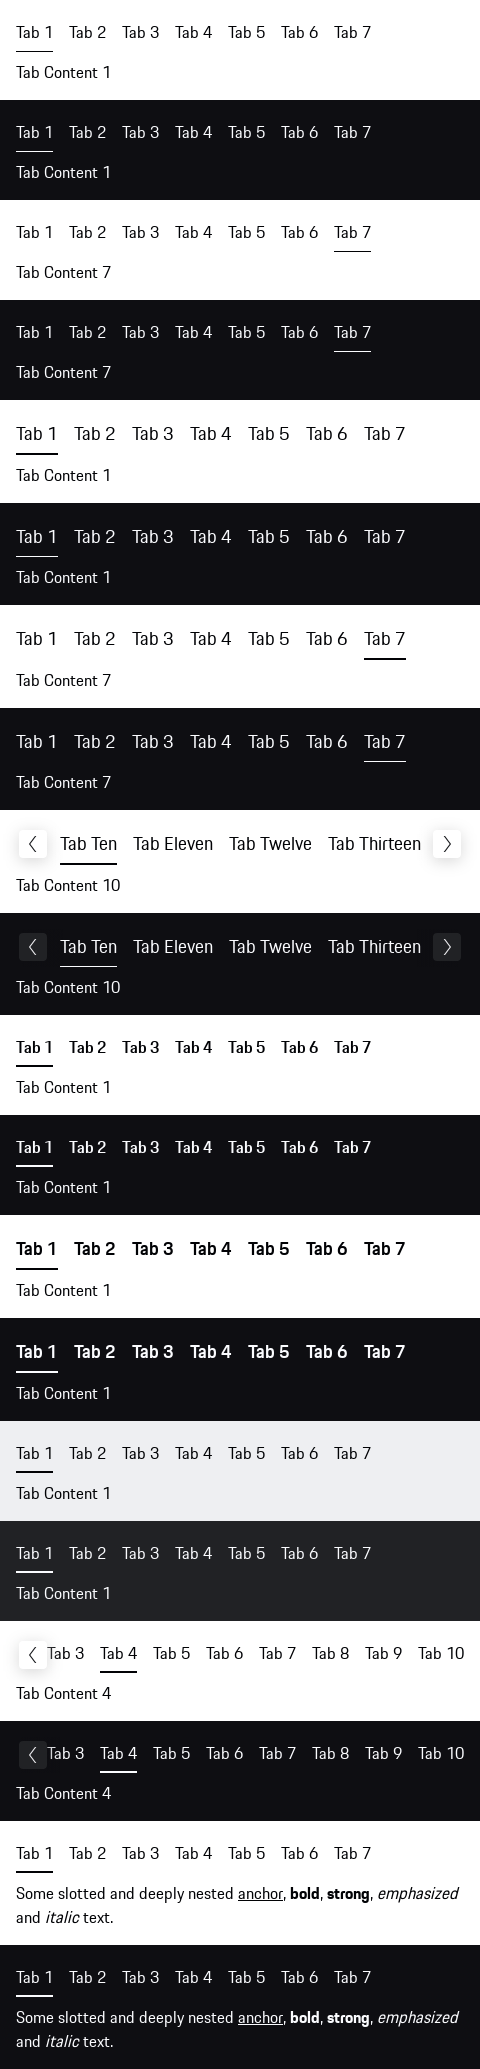 Tab 1 Tab 2 Tab 3 Tab 4 Tab 5 Tab 6 Tab 7
Tab Content 1
Tab 1 Tab 2 Tab 3 Tab 4 Tab 5 Tab 6 Tab 7
Tab Content 1
Tab 1 Tab 2 Tab 3 Tab 4 Tab 5 Tab 6 Tab 7
Tab Content 7
Tab 1 Tab 2 Tab 3 Tab 4 Tab 5 Tab 6 Tab 7
Tab Content 7
Tab 1 Tab 2 Tab 3 Tab 4 Tab 5 Tab 6 Tab 7
Tab Content 1
Tab 1 Tab 2 Tab 3 Tab 4 Tab 5 Tab 6 Tab 7
Tab Content 1
Tab 1 Tab 2 Tab 3 Tab 4 Tab 5 Tab 6 Tab 7
Tab Content 7
Tab 1 Tab 2 Tab 3 Tab 4 Tab 5 Tab 6 Tab 7
Tab Content 7
Tab Ten Tab Eleven Tab Twelve Tab Thirteen
Tab Content 10
Tab Ten Tab Eleven Tab Twelve Tab Thirteen
Tab Content 10
Tab 1 Tab 2 Tab 3 Tab 4 Tab 5 Tab 6 Tab 7
Tab Content 1
Tab 1 Tab 2 Tab 3 Tab 4 Tab 5 Tab 6 Tab 7
Tab Content 1
Tab 1 Tab 2 Tab 3 Tab 4 Tab 5 Tab 6 Tab 7
Tab Content 1
Tab 1 Tab 2 Tab 3 Tab 4 Tab 5 Tab 6 Tab 7
Tab Content 1
Tab 1 Tab 2 Tab 3 Tab 4 Tab 5 Tab 6 Tab 7
Tab Content 1
Tab 1 Tab 2 Tab 3 Tab 4 Tab 5 Tab 6 Tab 7
Tab Content 1
Tab 3 Tab 4 Tab 5 Tab 6 Tab 7 Tab 8 Tab 9 Tab 10
Tab Content 4
Tab 3 Tab 4 Tab 5 Tab 6 Tab 7 Tab 8 Tab 9 Tab 10
Tab Content 4
Tab 1 Tab 2 Tab 3 Tab 4 Tab 5 Tab 6 Tab 7
Some slotted and deeply nested anchor, bold, strong, emphasized
and italic text.
Tab 1 Tab 2 Tab 3 Tab 4 Tab 5 Tab 6 Tab 7
Some slotted and deeply nested anchor, bold, strong, emphasized
and italic text.